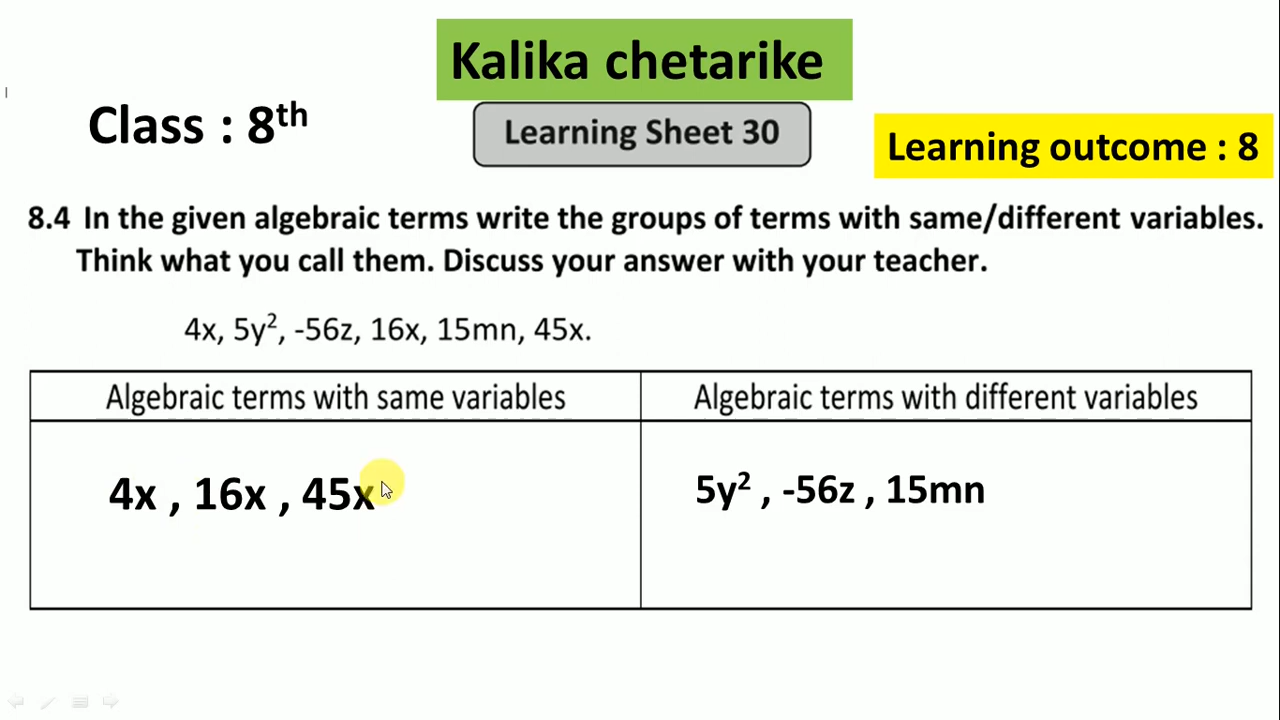 Kalika chetarike
Class : 8th
Learning Sheet 30
Learning outcome : 8
8.4 In the given algebraic terms write the groups of terms with same/different variables.
Think what you call them. Discuss your answer with your teacher.
4x, 5y², -56z, 16x, 15mn, 45x.
Algebraic terms with same variables
Algebraic terms with different variables
4x , 16x , 45x
5y² , -56z , 15mn